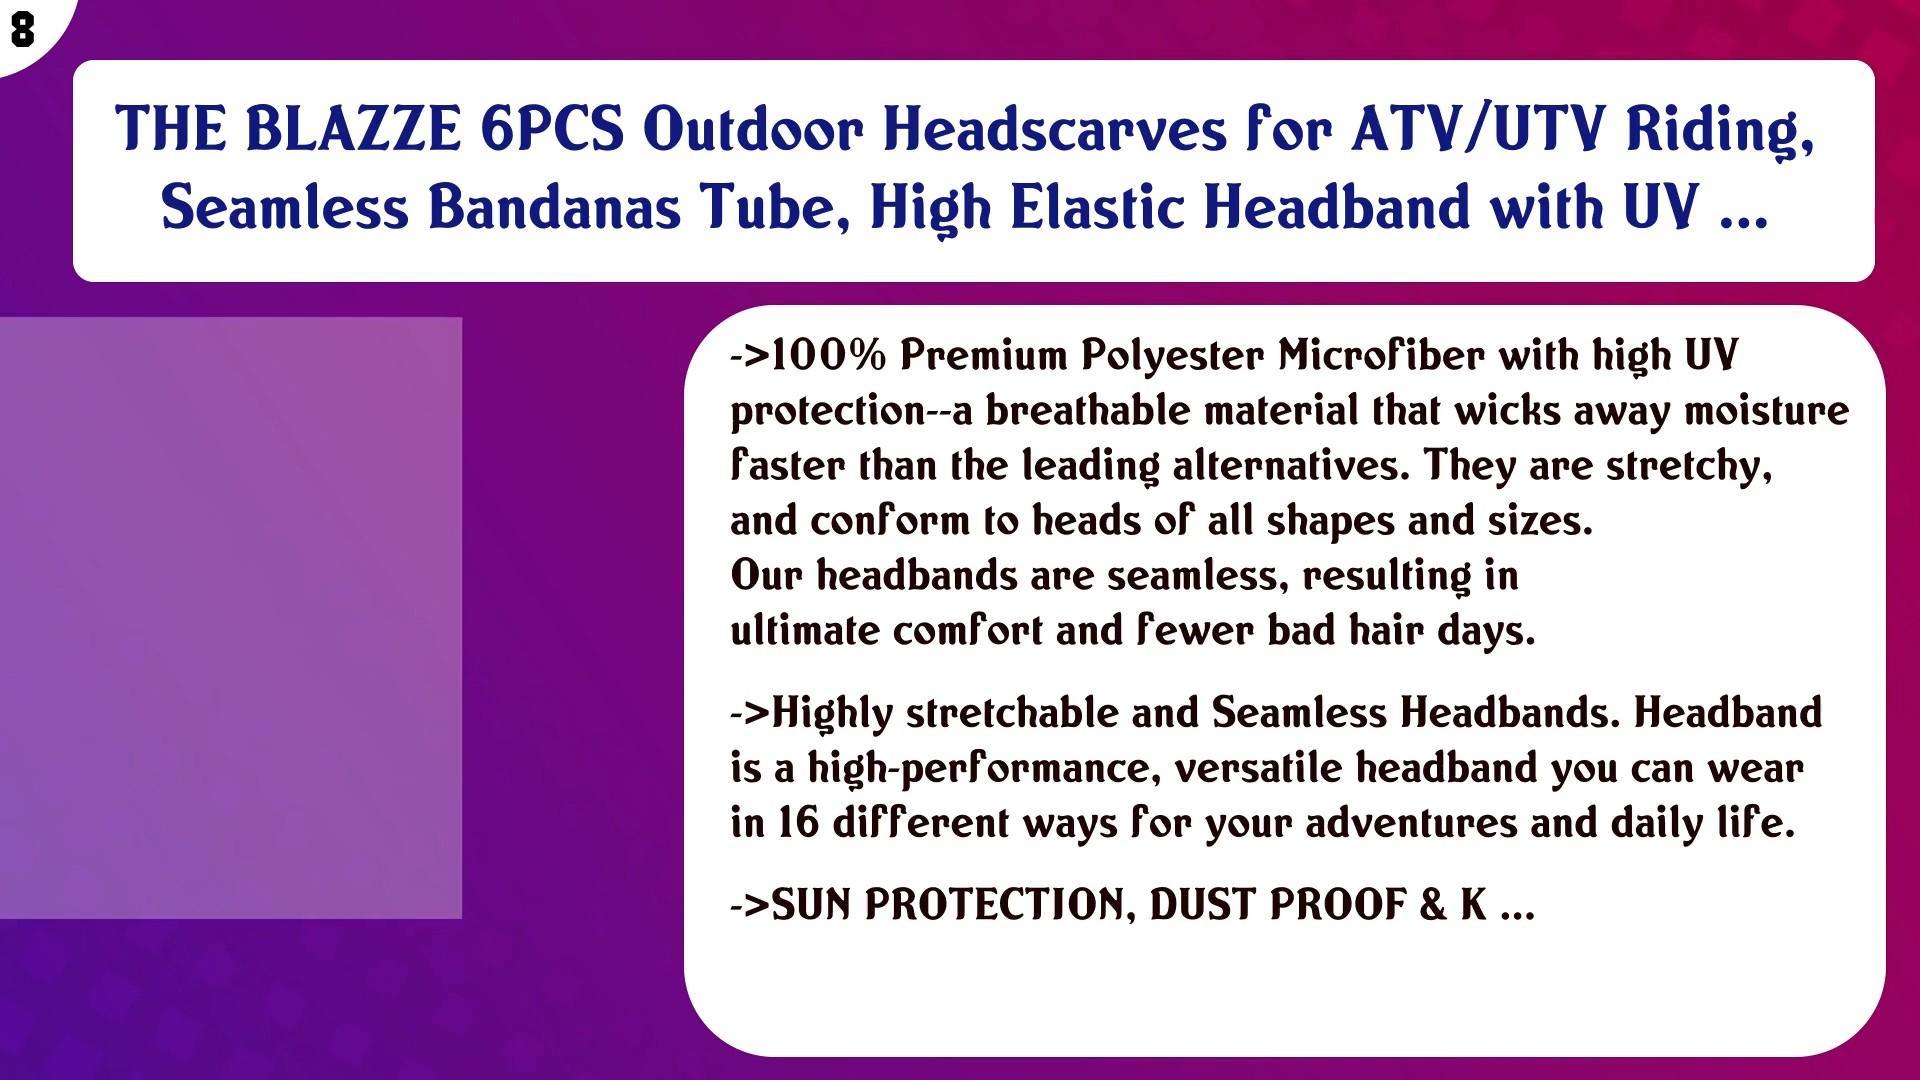 8
THE BLAZZE 6PCS Outdoor Headscarves for ATV/UTV Riding,
Seamless Bandanas Tube, High Elastic Headband with UV ...
->100% Premium Polyester Microfiber with high UV
protection--a breathable material that wicks away moisture
faster than the leading alternatives. They are stretchy,
and conform to heads of all shapes and sizes.
Our headbands are seamless, resulting in
ultimate comfort and fewer bad hair days.
->Highly stretchable and Seamless Headbands. Headband
is a high-performance, versatile headband you can wear
in 16 different ways for your adventures and daily life.
->SUN PROTECTION, DUST PROOF & K ...